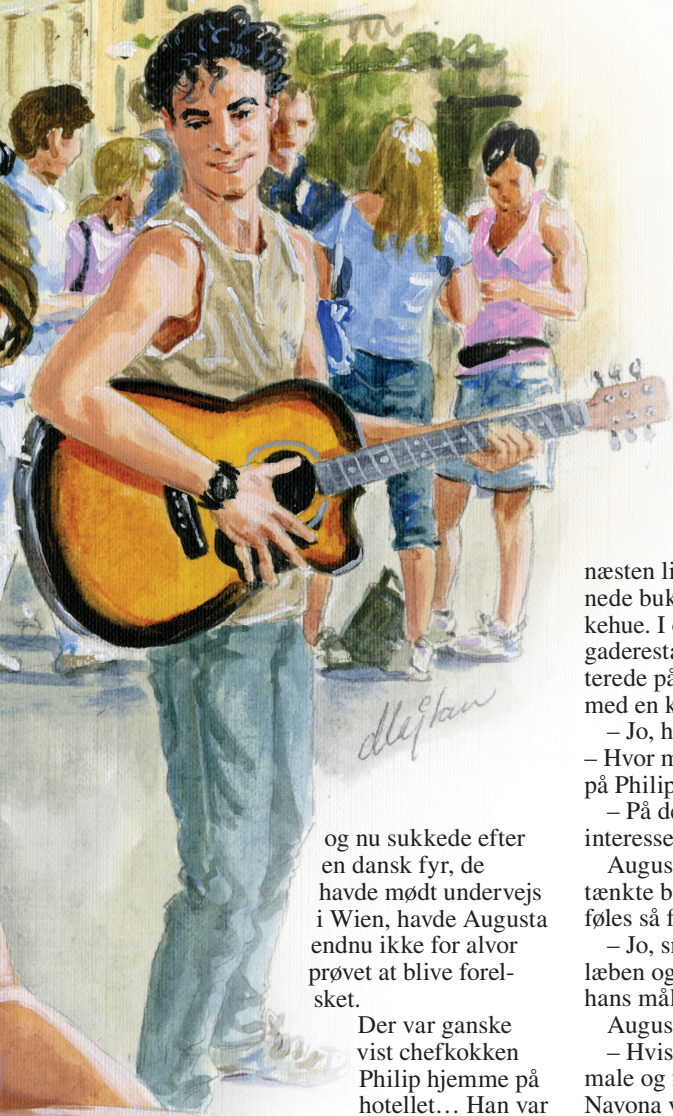 og nu sukkede efter
en dansk fyr, de
havde mødt undervejs
i Wien, havde Augusta
endnu ikke for alvor
prøvet at blive forel-
sket.
Der var ganske
vist chefkokken
Philip hjemme på
hotellet… Han var
næsten li
nede buk
kehue. I
gaderesta
terede på
med en k
– Jo, h
– Hvor m
på Philip
– På de
interesse
Augus
tænkte b
føles så f
– Jo, sn
læben og
hans mål
Augus
– Hvis
male og
Navona v